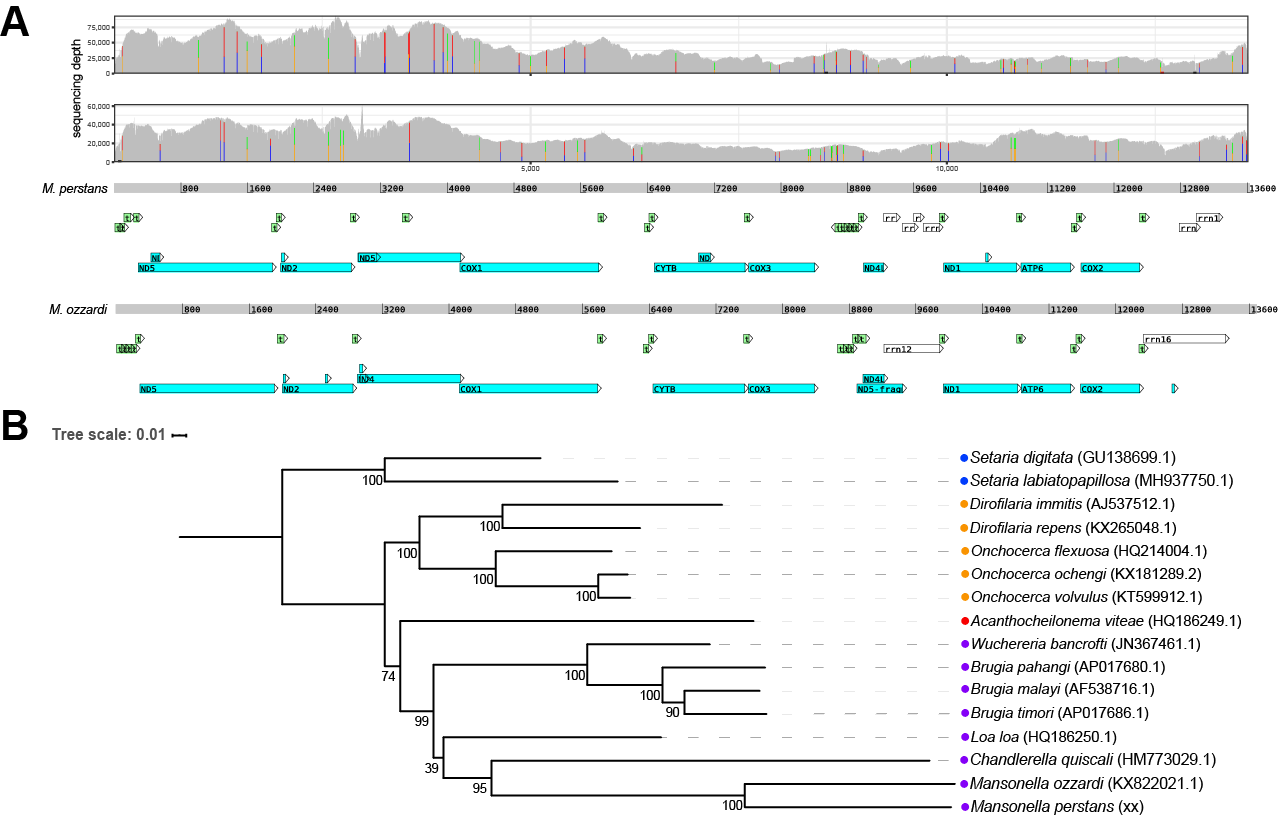 A
75,000
50,000
25,000
0
sequencing depth
60,000
40,000
20,000
0
5,000 10,000
M. perstans 800 1600 2400 3200 4000 4800 5600 6400 7200 8000 8800 9600 10400 11200 12000 12800 13600
t t t t t t t t t rr rr t t t t rrn1
t t t t rr rrn t rrn
ND5 ND
ND5 ND2 COX1 CYTB COX3 ND4L ND1 ATP6 COX2
M. ozzardi 800 1600 2400 3200 4000 4800 5600 6400 7200 8000 8800 9600 10400 11200 12000 12800 13600
t t t t t t t t t t rrn16
t rrn12 t t
ND4 ND4L
ND5 ND2 COX1 CYTB COX3 ND5-frag ND1 ATP6 COX2
B
Tree scale: 0.01
Setaria digitata (GU138699.1)
100
Setaria labiatopapillosa (MH937750.1)
Dirofilaria immitis (AJ537512.1)
100
Dirofilaria repens (KX265048.1)
100
Onchocerca flexuosa (HQ214004.1)
100
Onchocerca ochengi (KX181289.2)
100
Onchocerca volvulus (KT599912.1)
Acanthocheilonema viteae (HQ186249.1)
Wuchereria bancrofti (JN367461.1)
74
100
Brugia pahangi (AP017680.1)
100
Brugia malayi (AF538716.1)
90
Brugia timori (AP017686.1)
99
Loa loa (HQ186250.1)
39
Chandlerella quiscali (HM773029.1)
95
Mansonella ozzardi (KX822021.1)
100
Mansonella perstans (xx)